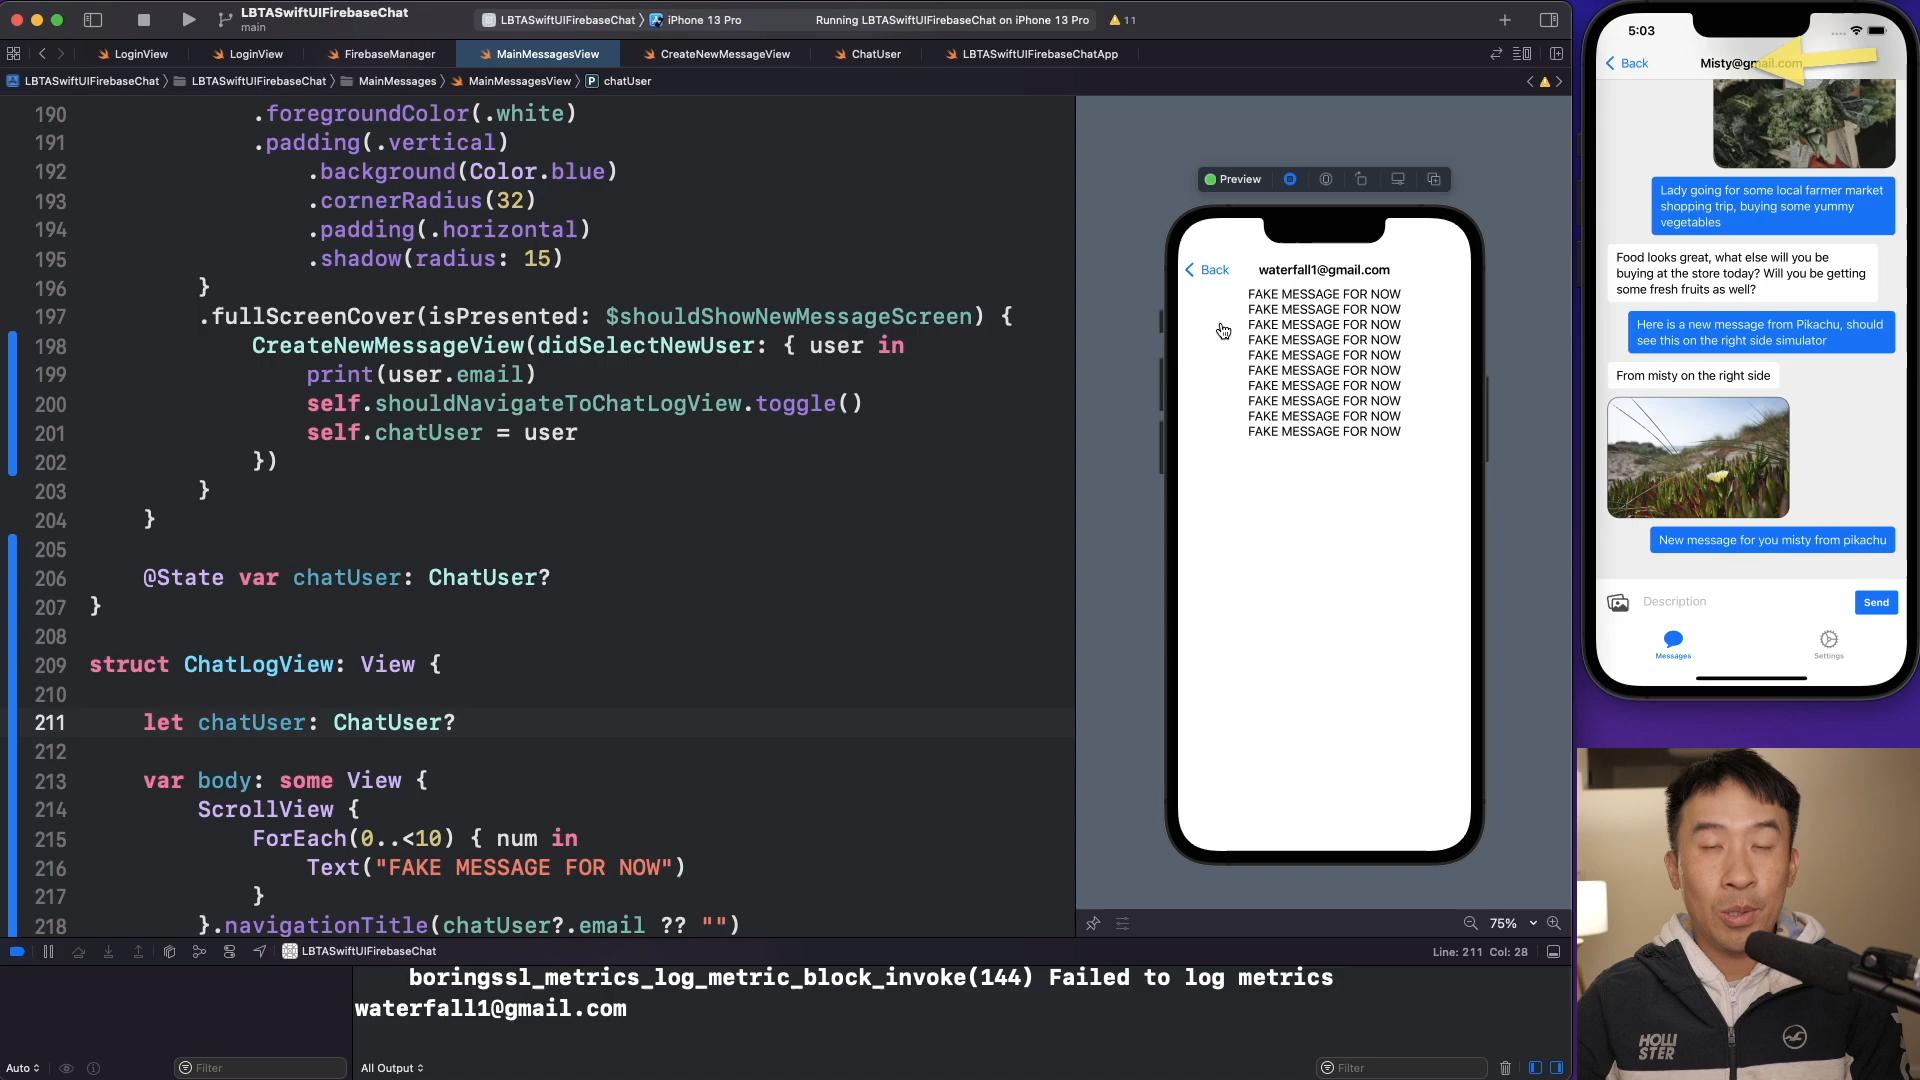 LBTASwiftUIFirebaseChat
main
LBTASwiftUIFirebaseChat
iPhone 13 Pro
Running LBTASwiftUIFirebaseChat on iPhone 13 Pro
11
LoginView
LoginView
FirebaseManager
MainMessagesView
CreateNewMessageView
ChatUser
LBTASwiftUIFirebaseChatApp
LBTASwiftUIFirebaseChat
LBTASwiftUIFirebaseChat
MainMessages
MainMessagesView
P chatUser
190 .foregroundColor(.white)
191 .padding(.vertical)
192 .background(Color.blue)
193 .cornerRadius(32)
194 .padding(.horizontal)
195 .shadow(radius: 15)
196 }
197 .fullScreenCover(isPresented: $shouldShowNewMessageScreen) {
198 CreateNewMessageView(didSelectNewUser: { user in
199 print(user.email)
200 self.shouldNavigateToChatLogView.toggle()
201 self.chatUser = user
202 })
203 }
204 }
205
206 @State var chatUser: ChatUser?
207 }
208
209 struct ChatLogView: View {
210
211 let chatUser: ChatUser?
212
213 var body: some View {
214 ScrollView {
215 ForEach(0..<10) { num in
216 Text("FAKE MESSAGE FOR NOW")
217 }
218 }.navigationTitle(chatUser?.email ?? "")
Preview
Back
waterfall1@gmail.com
FAKE MESSAGE FOR NOW
FAKE MESSAGE FOR NOW
FAKE MESSAGE FOR NOW
FAKE MESSAGE FOR NOW
FAKE MESSAGE FOR NOW
FAKE MESSAGE FOR NOW
FAKE MESSAGE FOR NOW
FAKE MESSAGE FOR NOW
FAKE MESSAGE FOR NOW
FAKE MESSAGE FOR NOW
75%
LBTASwiftUIFirebaseChat
Line: 211 Col: 28
boringssl_metrics_log_metric_block_invoke(144) Failed to log metrics
waterfall1@gmail.com
Auto
Filter
All Output
Filter
5:03
Back
Misty@gmail.com
Lady going for some local farmer market
shopping trip, buying some yummy
vegetables
Food looks great, what else will you be
buying at the store today? Will you be getting
some fresh fruits as well?
Here is a new message from Pikachu, should
see this on the right side simulator
From misty on the right side
New message for you misty from pikachu
Description
Send
Messages
Settings
HOLLI
STER